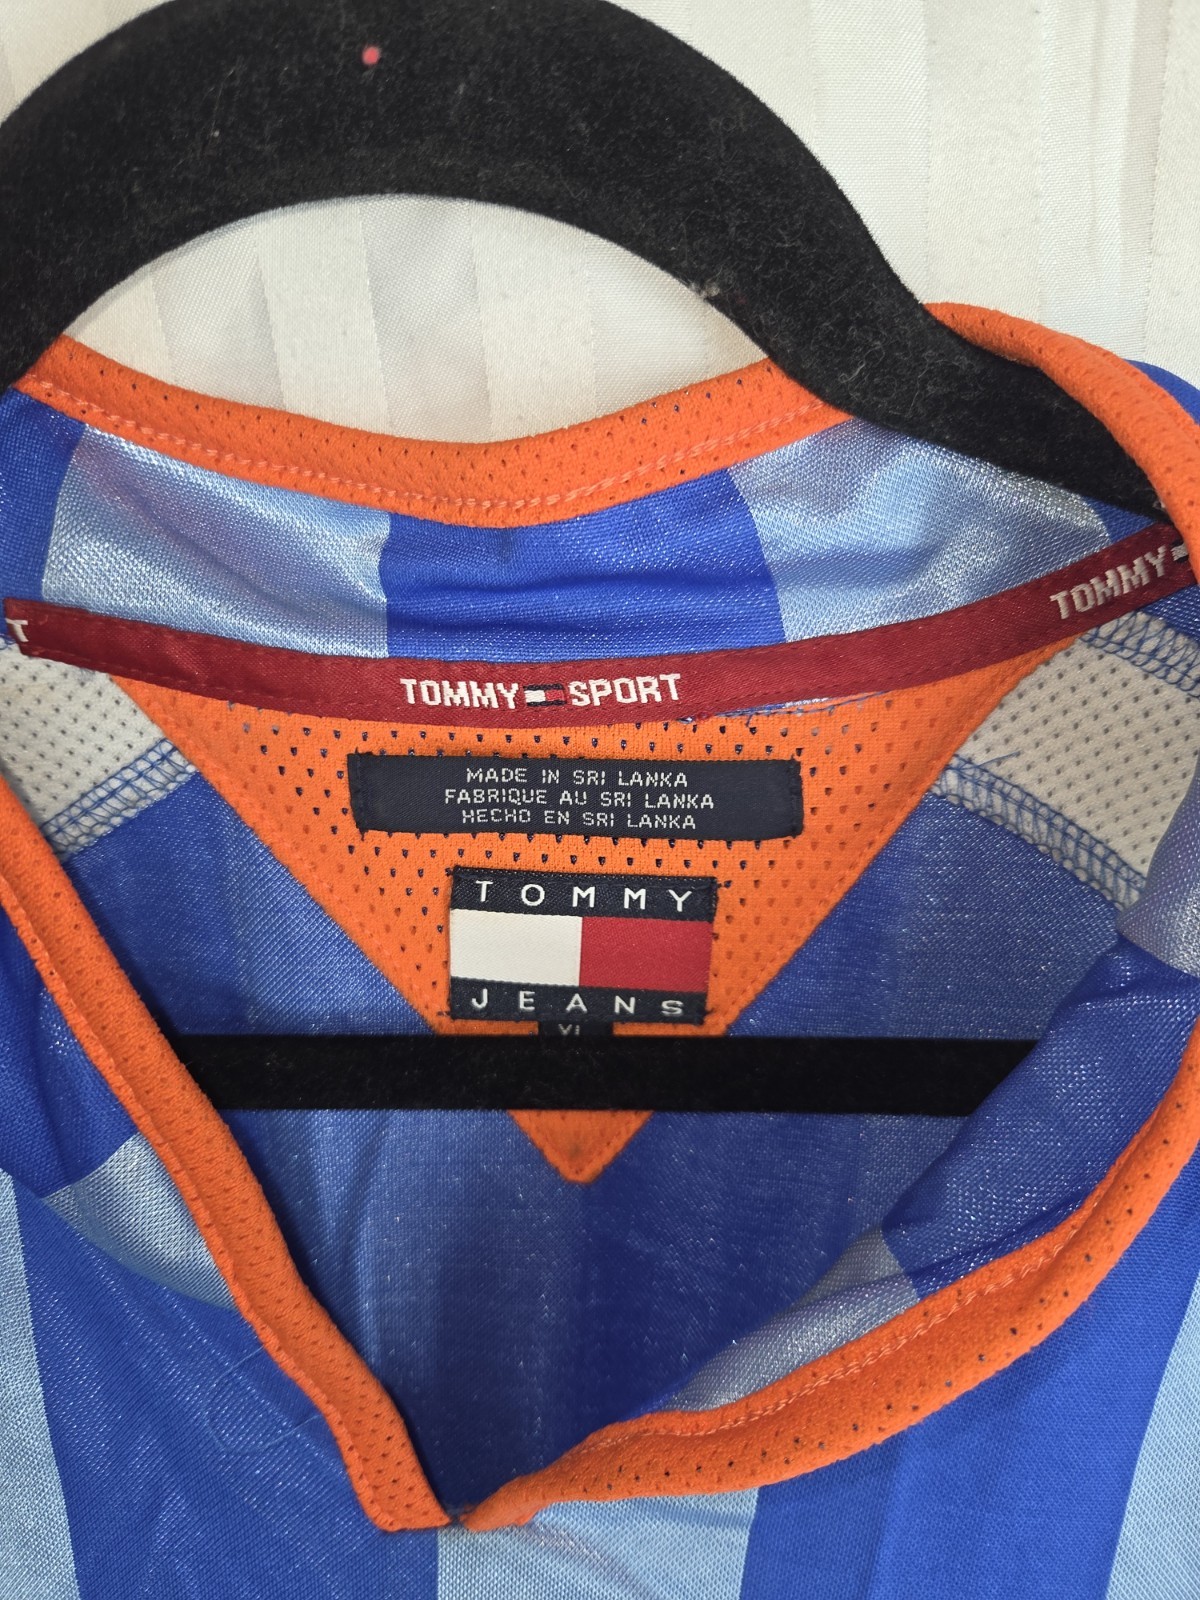 T
TOMMY SPORT
TOMMY
MADE IN SRI LANKA
FABRIQUE AU SRI LANKA
HECHO EN SRI LANKA
TOMMY
JEANS